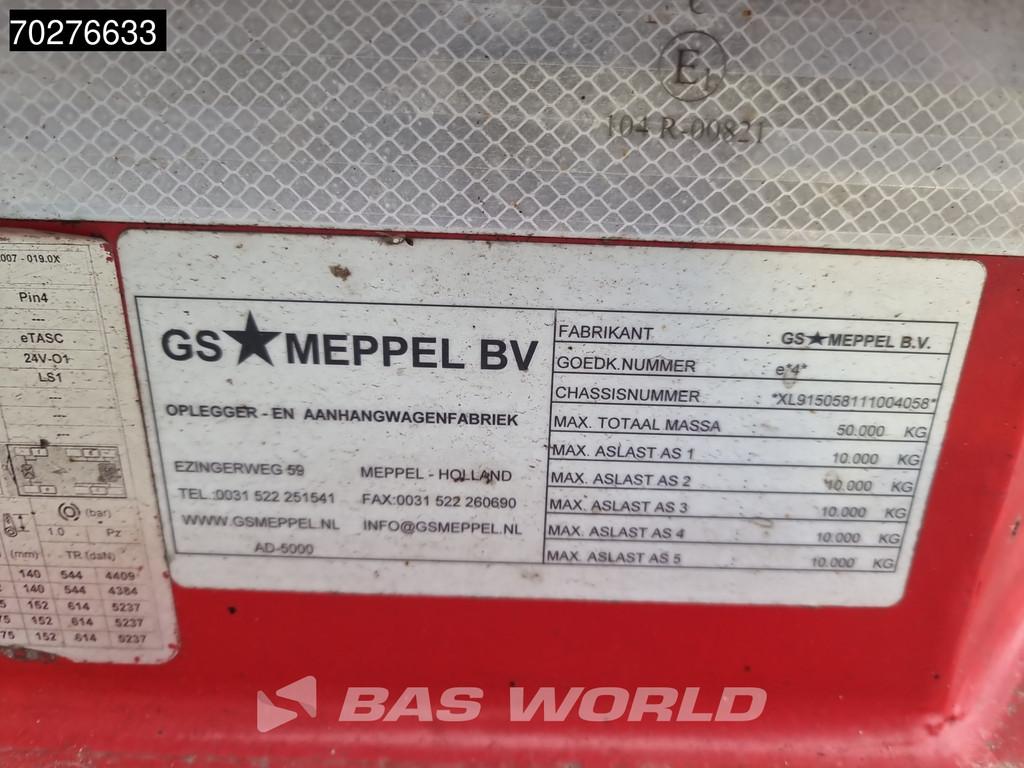 70276633
E1
104 R-00821
007 - 019.0X
Pin4
---
eTASC
24V-O1
LS1
---
---
---
(bar)
1.0 Pz
(mm) TR (daN)
140 544 4409
140 544 4384
5 152 614 5237
75 152 614 5237
75 152 614 5237
GS★MEPPEL BV
OPLEGGER - EN AANHANGWAGENFABRIEK
EZINGERWEG 59 MEPPEL - HOLLAND
TEL.:0031 522 251541 FAX:0031 522 260690
WWW.GSMEPPEL.NL INFO@GSMEPPEL.NL
AD-5000
FABRIKANT : GS★MEPPEL B.V.
GOEDK.NUMMER : e*4*
CHASSISNUMMER : *XL915058111004058*
MAX. TOTAAL MASSA 50.000 KG
MAX. ASLAST AS 1 10.000 KG
MAX. ASLAST AS 2 10.000 KG
MAX. ASLAST AS 3 10.000 KG
MAX. ASLAST AS 4 10.000 KG
MAX. ASLAST AS 5 10.000 KG
BAS WORLD